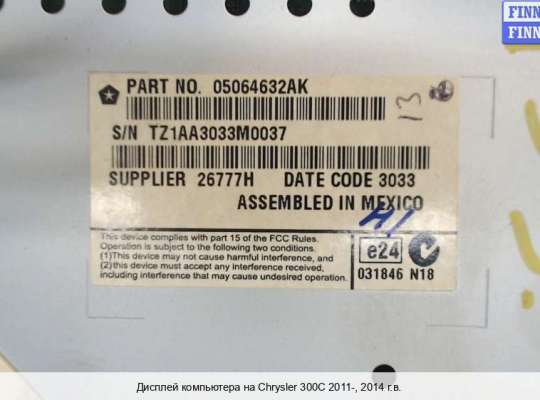 FINN
FINN
PART NO. 05064632AK
13
S/N TZ1AA3033M0037
SUPPLIER 26777H DATE CODE 3033
ASSEMBLED IN MEXICO
This device complies with part 15 of the FCC Rules.
Operation is subject to the following two conditions.
(1)This device may not cause harmful interference, and
(2)this device must accept any interference received,
including interference that may cause undesired operation.
e24
031846 N18
Дисплей компьютера на Chrysler 300C 2011-, 2014 г.в.